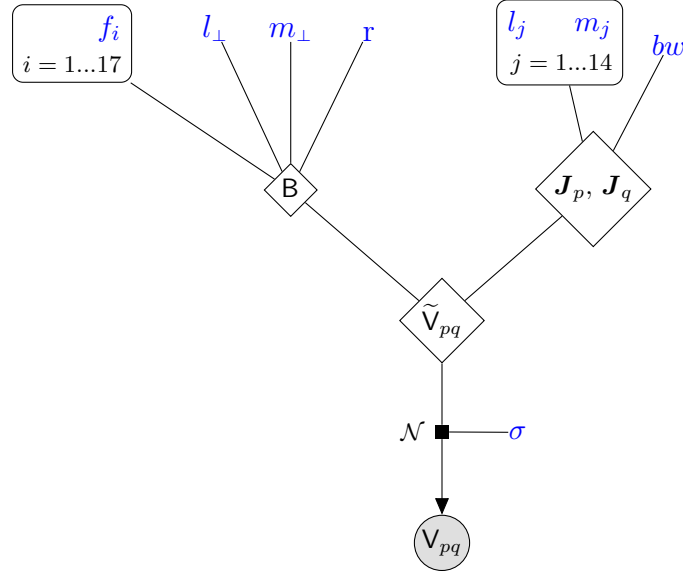 f_i
i = 1...17
l_⊥
m_⊥
r
l_j m_j
j = 1...14
bw
B
J_p, J_q
Ṽ_pq
𝒩
σ
V_pq